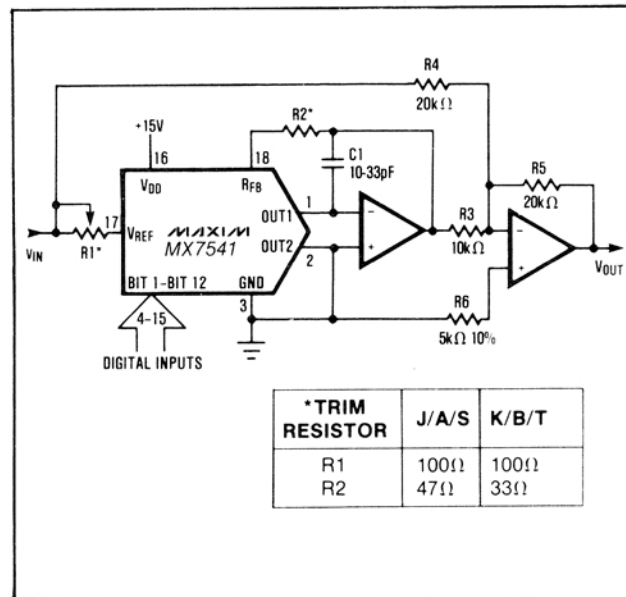 R4
20kΩ
+15V
R2*
16
18
C1
10-33pF
R5
20kΩ
VDD
RFB
1
OUT1
−
17
VREF
MAXIM
MX7541
R3
10kΩ
−
VIN
R1*
OUT2
+
2
+
VOUT
BIT 1–BIT 12
GND
3
R6
5kΩ 10%
4–15
DIGITAL INPUTS
*TRIM RESISTOR J/A/S K/B/T
R1 100Ω 100Ω
R2 47Ω 33Ω